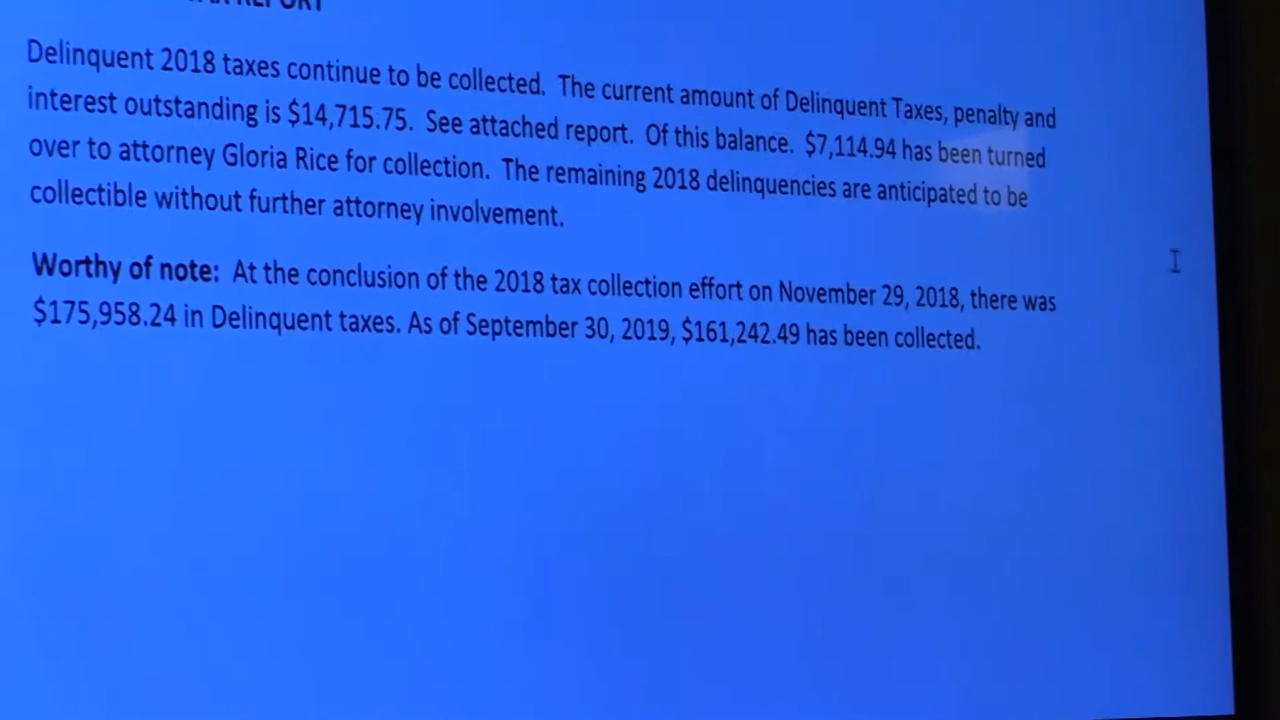 REPORT
Delinquent 2018 taxes continue to be collected. The current amount of Delinquent Taxes, penalty and
interest outstanding is $14,715.75. See attached report. Of this balance. $7,114.94 has been turned
over to attorney Gloria Rice for collection. The remaining 2018 delinquencies are anticipated to be
collectible without further attorney involvement.
Worthy of note: At the conclusion of the 2018 tax collection effort on November 29, 2018, there was
$175,958.24 in Delinquent taxes. As of September 30, 2019, $161,242.49 has been collected.